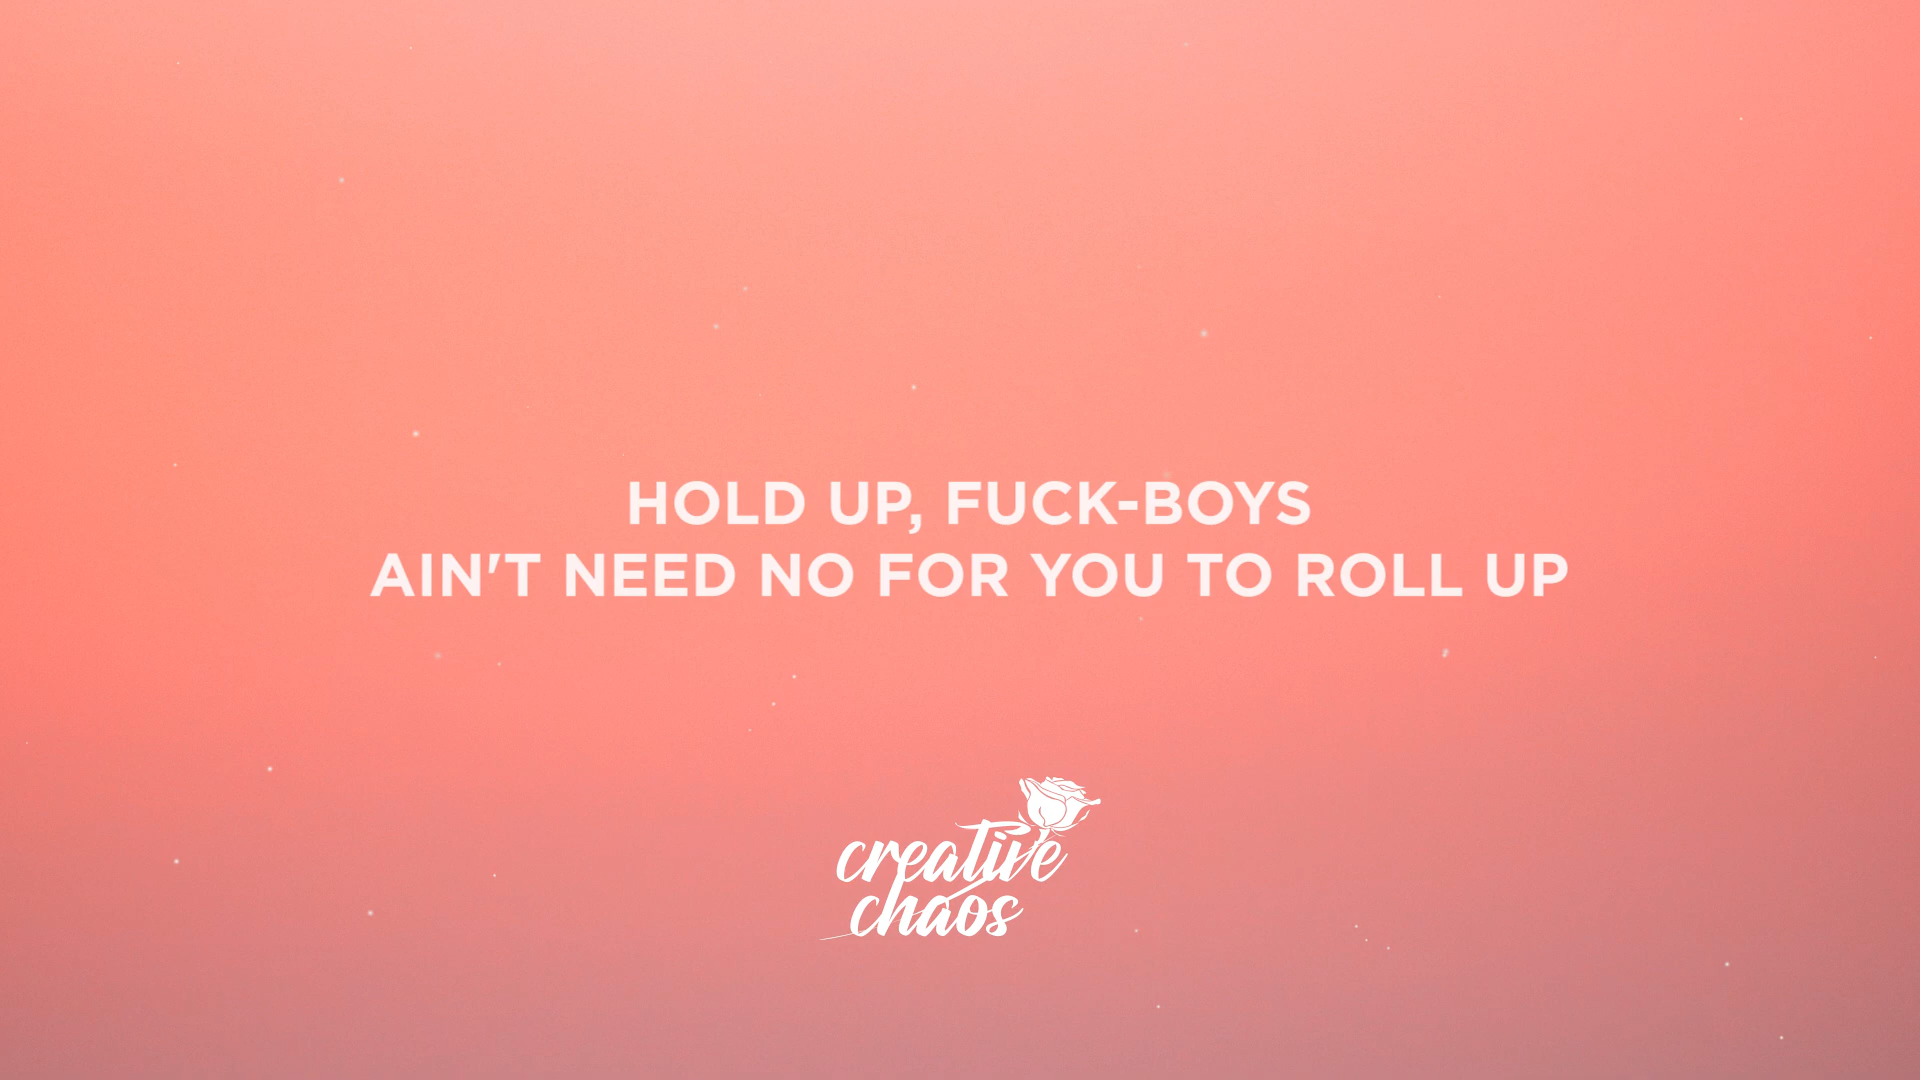 HOLD UP, FUCK-BOYS
AIN'T NEED NO FOR YOU TO ROLL UP
creative
chaos